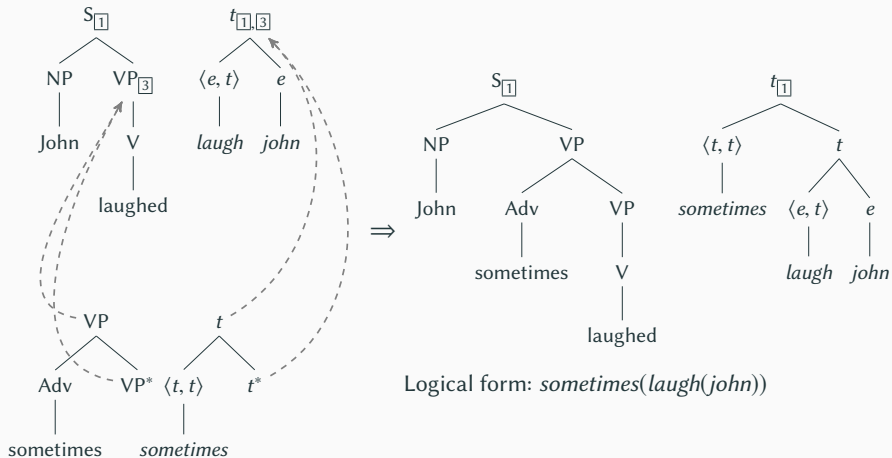 S1 t1,3
NP VP3 ⟨e, t⟩ e
John V laugh john
laughed
VP t
Adv VP* ⟨t, t⟩ t*
sometimes sometimes
⇒
S1 t1
NP VP ⟨t, t⟩ t
John Adv VP sometimes ⟨e, t⟩ e
sometimes V laugh john
laughed
Logical form: sometimes(laugh(john))